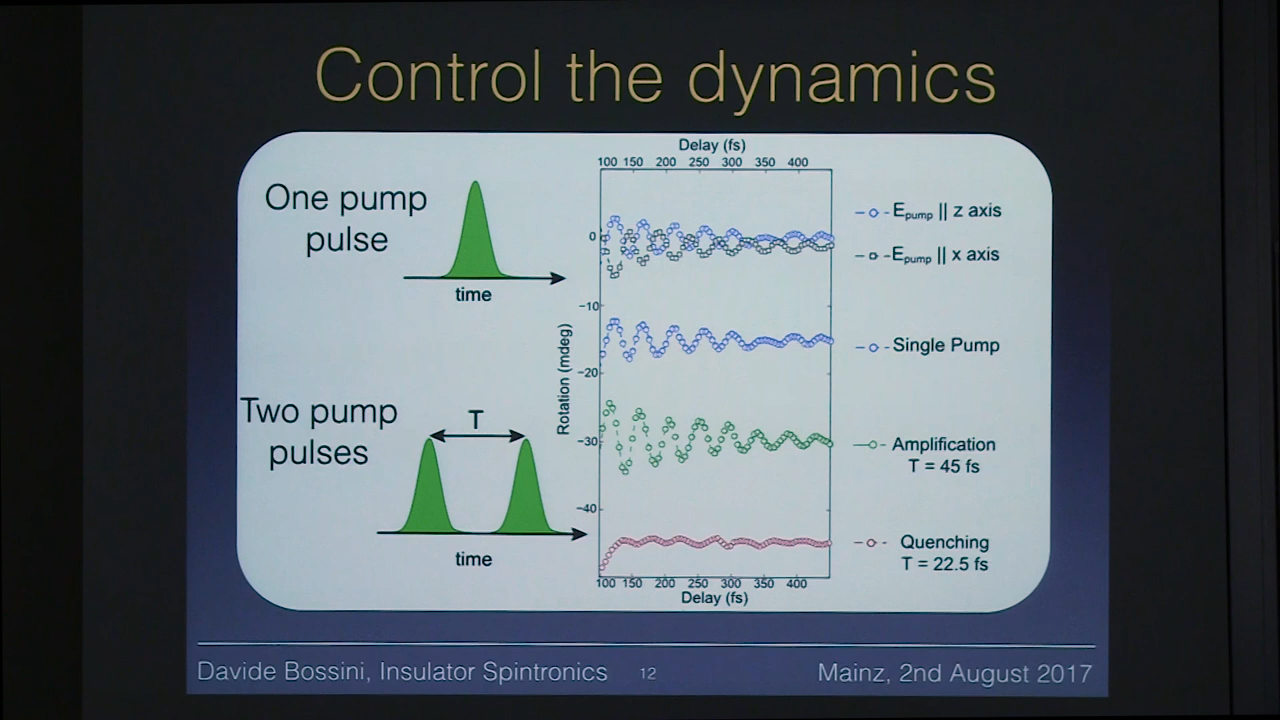 Control the dynamics
One pump
pulse
time
Two pump
pulses
T
time
Delay (fs)
100 150 200 250 300 350 400
0
−10
−20
−30
−40
Rotation (mdeg)
100 150 200 250 300 350 400
Delay (fs)
Epump || z axis
Epump || x axis
Single Pump
Amplification
T = 45 fs
Quenching
T = 22.5 fs
Davide Bossini, Insulator Spintronics
12
Mainz, 2nd August 2017